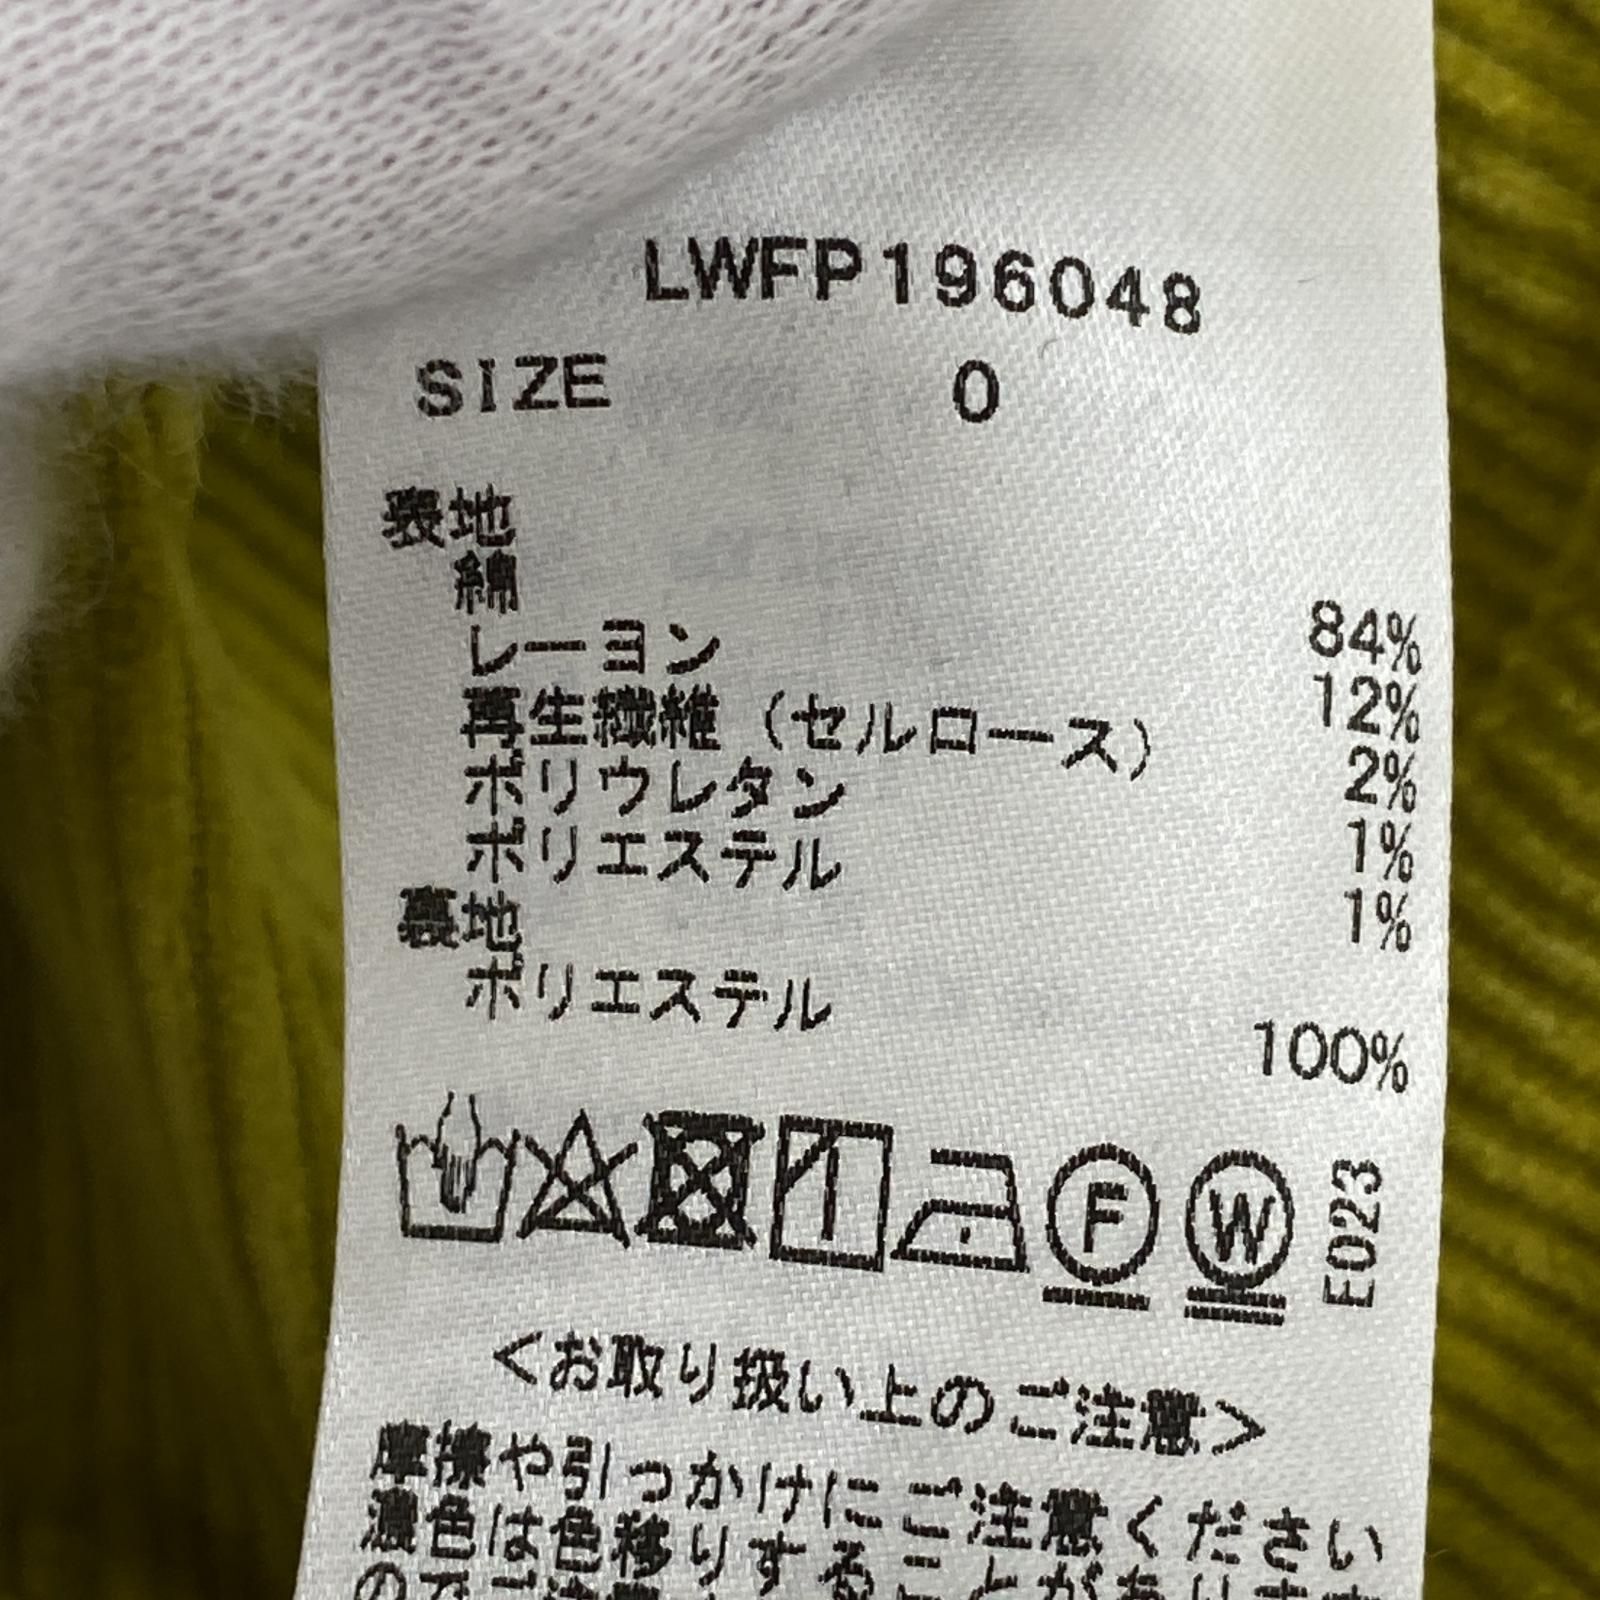 LWFP196048
SIZE 0
表地
綿 84%
レーヨン 12%
再生繊維（セルロース） 2%
ポリウレタン 1%
ポリエステル 1%
裏地
ポリエステル 100%
F W E023
＜お取り扱い上のご注意＞
摩擦や引っかけにご注意ください
濃色は色移りすることがあります